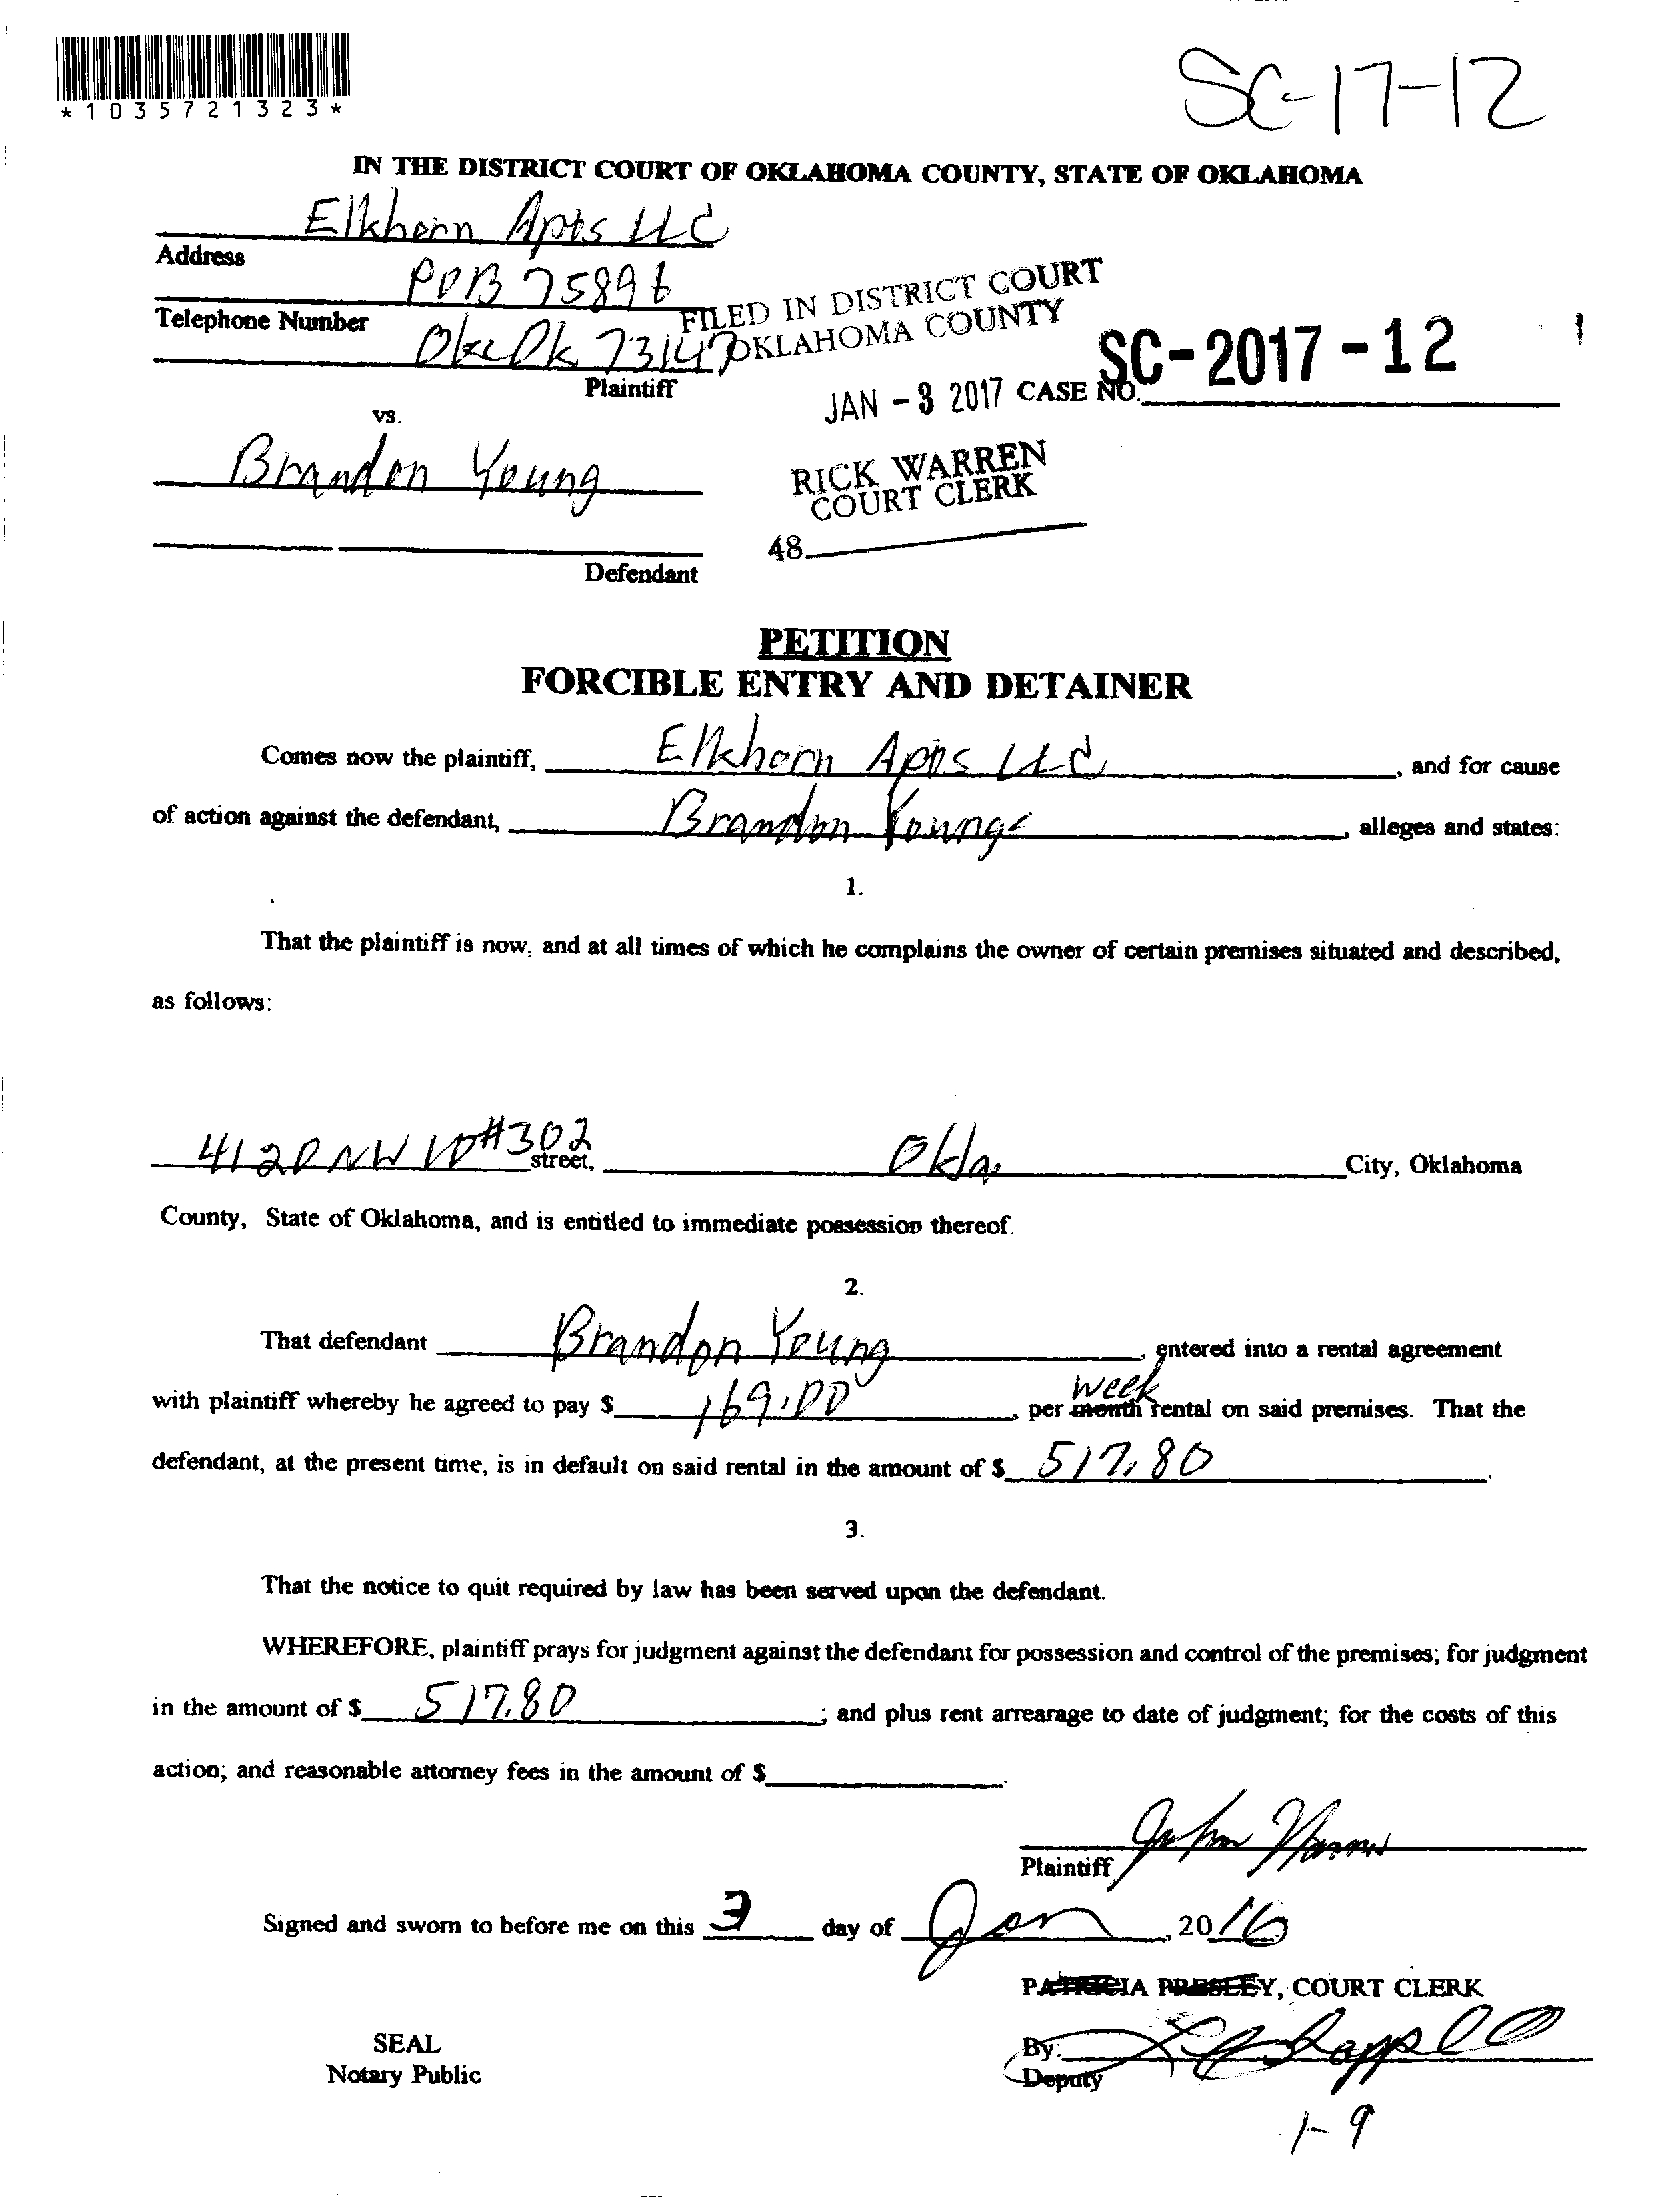 *1035721323*
SC-17-12
IN THE DISTRICT COURT OF OKLAHOMA COUNTY, STATE OF OKLAHOMA
Elkhorn Apts LLC
Address
POB 75896
Telephone Number
Okc Ok 73147
Plaintiff
FILED IN DISTRICT COURT
OKLAHOMA COUNTY
JAN - 3 2017
CASE NO. SC-2017-12
vs.
Brandon Young
RICK WARREN
COURT CLERK
48
Defendant
PETITION
FORCIBLE ENTRY AND DETAINER
Comes now the plaintiff, Elkhorn Apts LLC, and for cause
of action against the defendant, Brandon Young, alleges and states:
1.
That the plaintiff is now, and at all times of which he complains the owner of certain premises situated and described,
as follows:
4120 NW 10 #302 street, Okla. City, Oklahoma
County, State of Oklahoma, and is entitled to immediate possession thereof.
2.
That defendant Brandon Young, entered into a rental agreement
week
with plaintiff whereby he agreed to pay $ 169.00, per month rental on said premises. That the
defendant, at the present time, is in default on said rental in the amount of $ 517.80.
3.
That the notice to quit required by law has been served upon the defendant.
WHEREFORE, plaintiff prays for judgment against the defendant for possession and control of the premises; for judgment
in the amount of $ 517.80; and plus rent arrearage to date of judgment; for the costs of this
action; and reasonable attorney fees in the amount of $
John
Plaintiff
Signed and sworn to before me on this 3 day of Jan, 2016
PATRICIA PRESLEY, COURT CLERK
SEAL
By:
Notary Public
Deputy
1-9